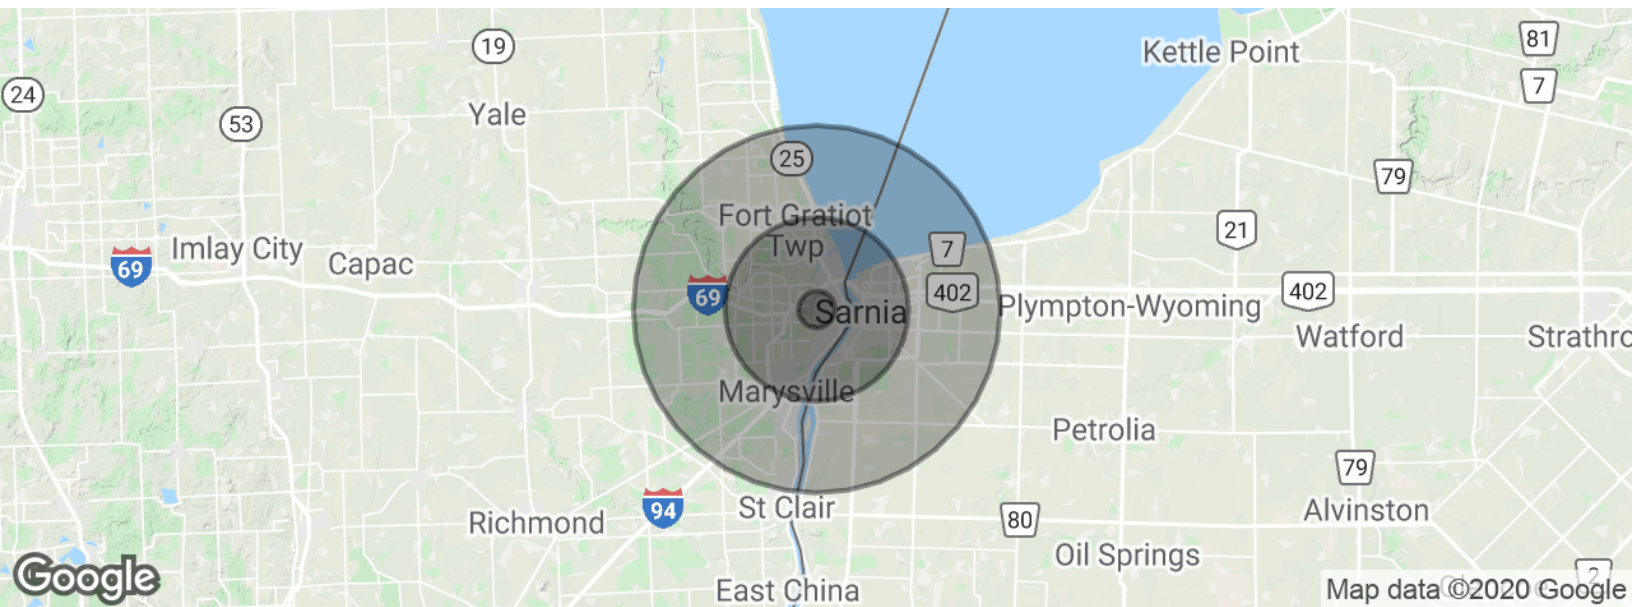 81
Kettle Point
19
7
24
Yale
53
25
79
Fort Gratiot
Twp
21
7
Imlay City
Capac
69
69
402
402
Sarnia
Plympton-Wyoming
Watford
Strathro
Marysville
Petrolia
79
St Clair
94
Richmond
80
Alvinston
Oil Springs
2
Google
East China
Map data ©2020 Google